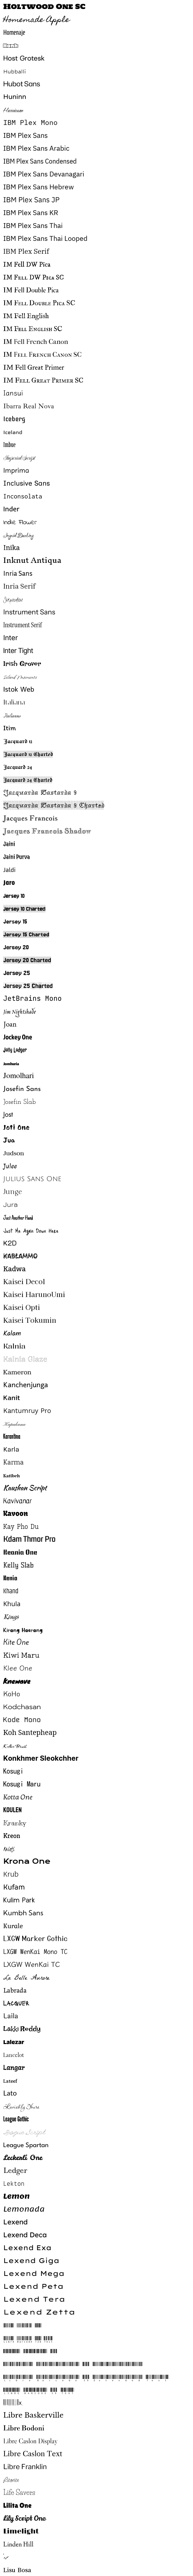 HOLTWOOD ONE SC
Homemade Apple
Homenaje
Host Grotesk
Hubballi
Hubot Sans
Huninn
Hurricane
IBM Plex Mono
IBM Plex Sans
IBM Plex Sans Arabic
IBM Plex Sans Condensed
IBM Plex Sans Devanagari
IBM Plex Sans Hebrew
IBM Plex Sans JP
IBM Plex Sans KR
IBM Plex Sans Thai
IBM Plex Sans Thai Looped
IBM Plex Serif
IM Fell DW Pica
IM Fell DW Pica SC
IM Fell Double Pica
IM Fell Double Pica SC
IM Fell English
IM Fell English SC
IM Fell French Canon
IM Fell French Canon SC
IM Fell Great Primer
IM Fell Great Primer SC
Iansui
Ibarra Real Nova
Iceberg
Iceland
Imbue
Imperial Script
Imprima
Inclusive Sans
Inconsolata
Inder
Indie Flower
Ingrid Darling
Inika
Inknut Antiqua
Inria Sans
Inria Serif
Inspiration
Instrument Sans
Instrument Serif
Inter
Inter Tight
Irish Grover
Island Moments
Istok Web
Italiana
Italianno
Itim
Jacquard 12
Jacquard 12 Charted
Jacquard 24
Jacquard 24 Charted
Jacquarda Bastarda 9
Jacquarda Bastarda 9 Charted
Jacques Francois
Jacques Francois Shadow
Jaini
Jaini Purva
Jaldi
Jaro
Jersey 10
Jersey 10 Charted
Jersey 15
Jersey 15 Charted
Jersey 20
Jersey 20 Charted
Jersey 25
Jersey 25 Charted
JetBrains Mono
Jim Nightshade
Joan
Jockey One
Jolly Lodger
Jomhuria
Jomolhari
Josefin Sans
Josefin Slab
Jost
Joti One
Jua
Judson
Julee
JULIUS SANS ONE
Junge
Jura
Just Another Hand
Just Me Again Down Here
K2D
KABLAMMO
Kadwa
Kaisei Decol
Kaisei HarunoUmi
Kaisei Opti
Kaisei Tokumin
Kalam
Kalnia
Kalnia Glaze
Kameron
Kanchenjunga
Kanit
Kantumruy Pro
Kapakana
Karantina
Karla
Karma
Katibeh
Kaushan Script
Kavivanar
Kavoon
Kay Pho Du
Kdam Thmor Pro
Keania One
Kelly Slab
Kenia
Khand
Khula
Kings
Kirang Haerang
Kite One
Kiwi Maru
Klee One
Knewave
KoHo
Kodchasan
Kode Mono
Koh Santepheap
Kolker Brush
Konkhmer Sleokchher
Kosugi
Kosugi Maru
Kotta One
KOULEN
Kranky
Kreon
Kristi
Krona One
Krub
Kufam
Kulim Park
Kumbh Sans
Kurale
LXGW Marker Gothic
LXGW WenKai Mono TC
LXGW WenKai TC
La Belle Aurore
Labrada
LACQUER
Laila
Lakki Reddy
Lalezar
Lancelot
Langar
Lateef
Lato
Lavishly Yours
League Gothic
League Script
League Spartan
Leckerli One
Ledger
Lekton
Lemon
Lemonada
Lexend
Lexend Deca
Lexend Exa
Lexend Giga
Lexend Mega
Lexend Peta
Lexend Tera
Lexend Zetta
Libre Baskerville
Libre Bodoni
Libre Caslon Display
Libre Caslon Text
Libre Franklin
Licorice
Life Savers
Lilita One
Lily Script One
Limelight
Linden Hill
Lisu Bosa